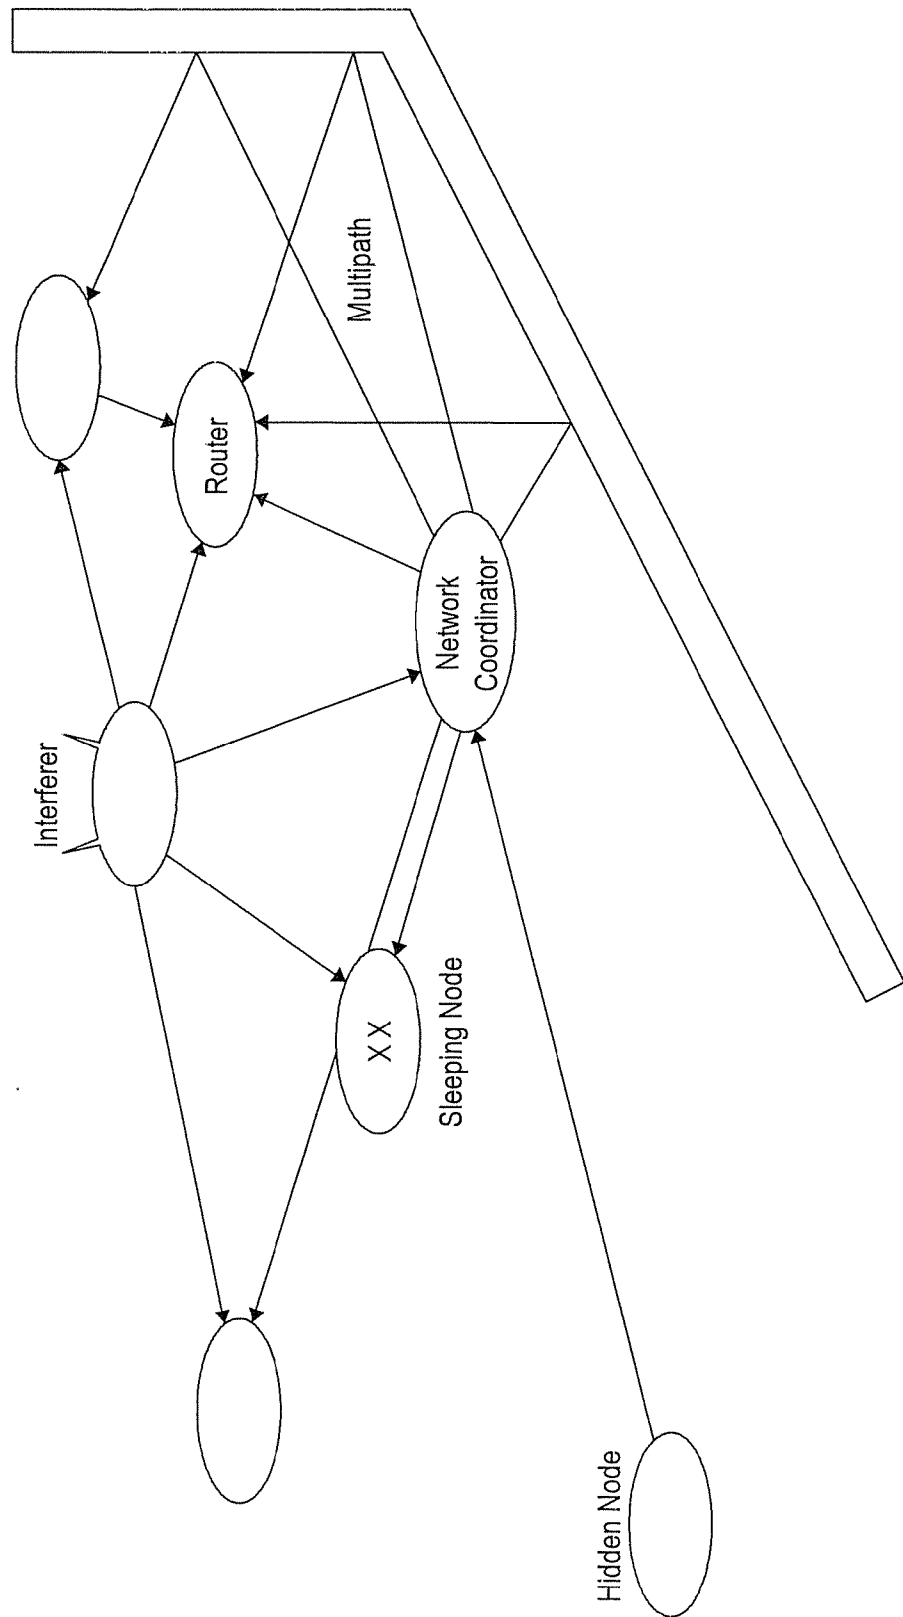 Interferer
Router
Multipath
Network
Coordinator
X X
Sleeping Node
Hidden Node